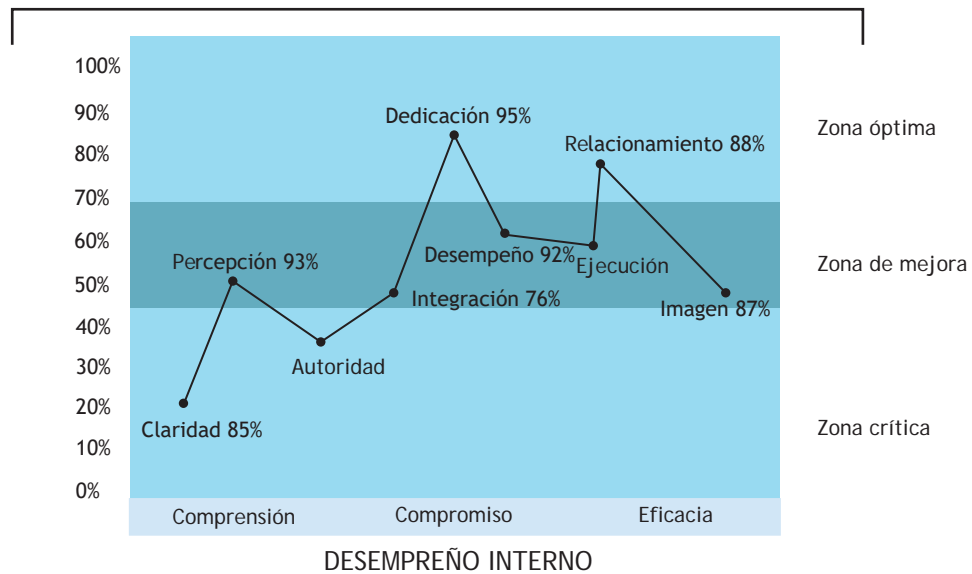 100%
90%
80%
70%
60%
50%
40%
30%
20%
10%
0%
Dedicación 95%
Relacionamiento 88%
Percepción 93%
Desempeño 92%
Ejecución
Integración 76%
Imagen 87%
Autoridad
Claridad 85%
Zona óptima
Zona de mejora
Zona crítica
Comprensión
Compromiso
Eficacia
DESEMPREÑO INTERNO